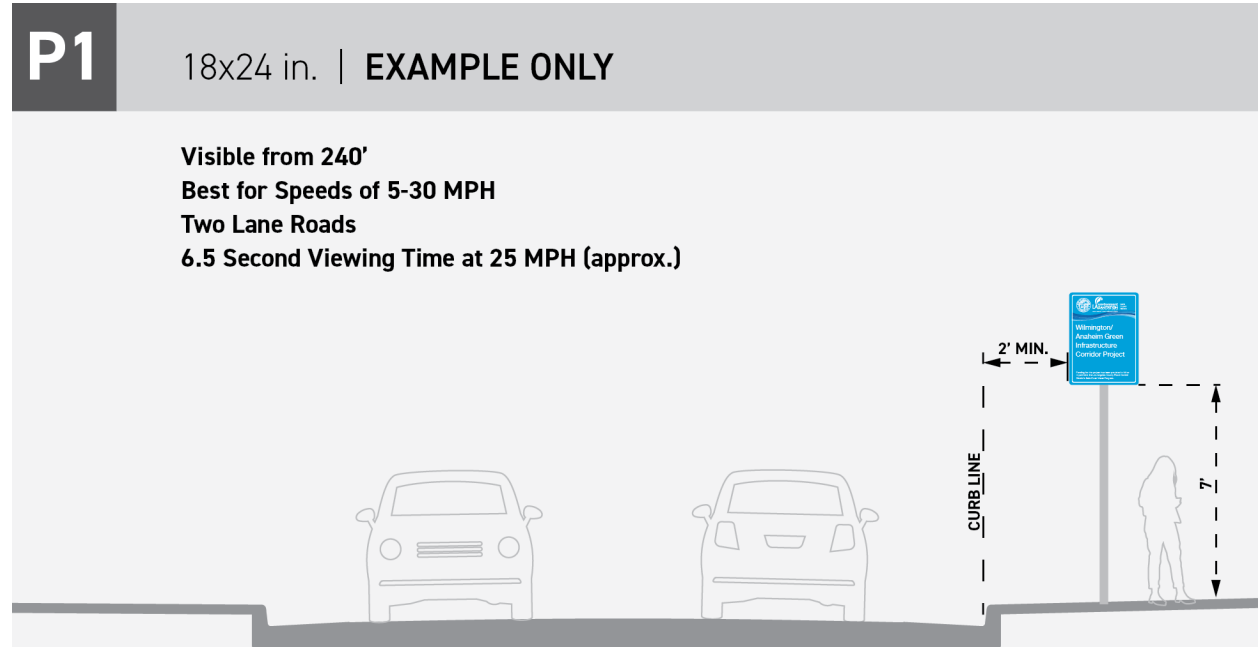 P1
18x24 in. | EXAMPLE ONLY
Visible from 240'
Best for Speeds of 5-30 MPH
Two Lane Roads
6.5 Second Viewing Time at 25 MPH (approx.)
2' MIN.
Wilmington/
Anaheim Green
Infrastructure
Corridor Project
CURB LINE
7'